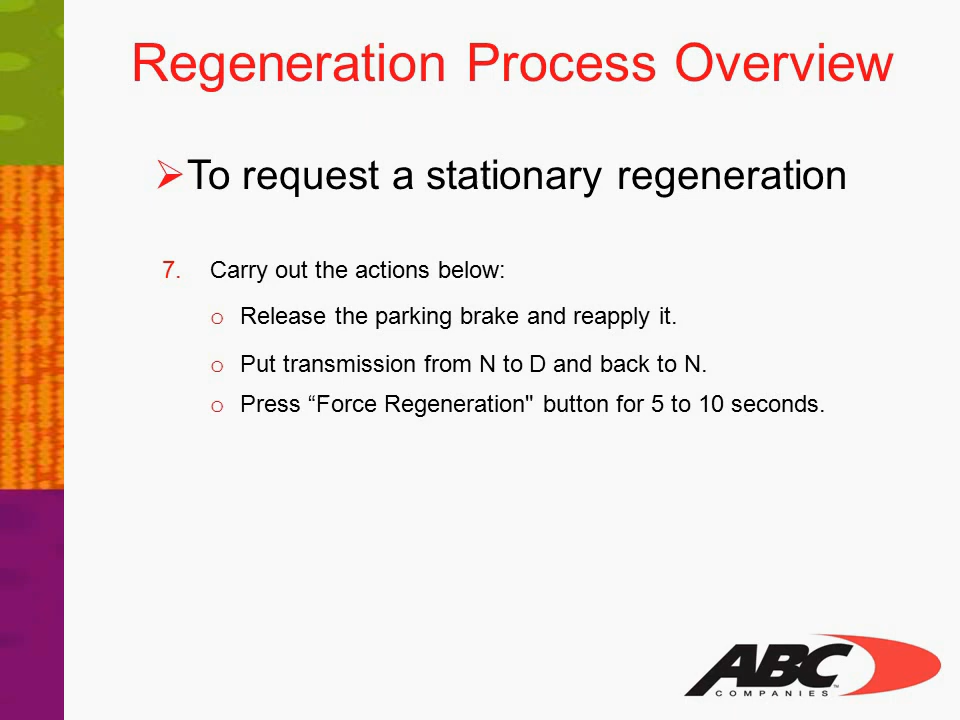 Regeneration Process Overview
➢To request a stationary regeneration
7. Carry out the actions below:
o Release the parking brake and reapply it.
o Put transmission from N to D and back to N.
o Press “Force Regeneration" button for 5 to 10 seconds.
ABC
COMPANIES™